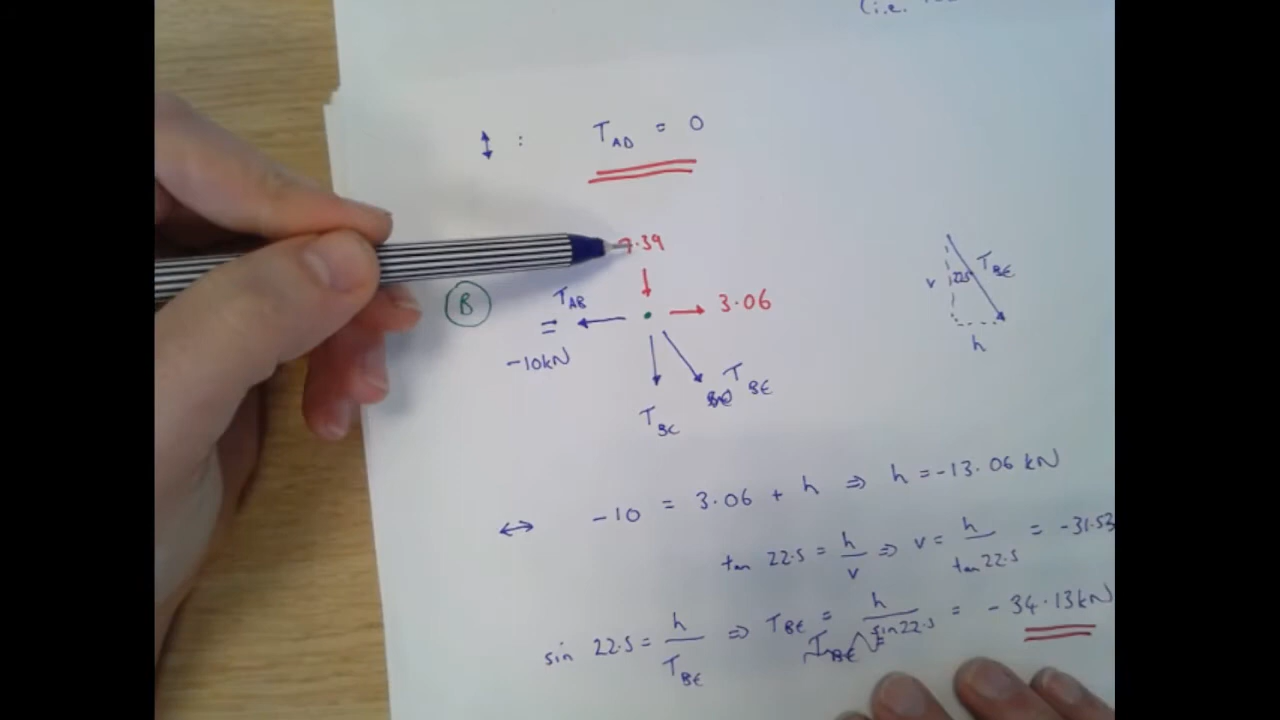 (i.e.
↕ : T_AD = 0
7.39
B T_AB 3.06
=
-10kN
T_BE
T_BC
v 22.5 T_BE
h
↔ -10 = 3.06 + h ⇒ h = -13.06 kN
tan 22.5 = h/v ⇒ v = h/tan 22.5 = -31.53
sin 22.5 = h/T_BE ⇒ T_BE = h/sin 22.5 = -34.13kN
T_BE =